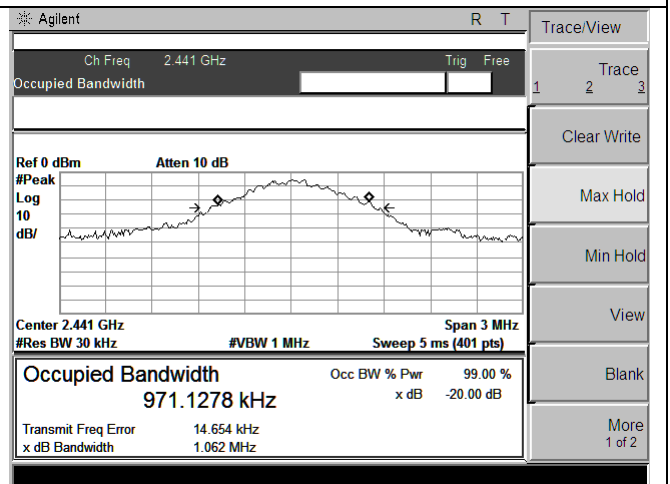 Agilent R T
Ch Freq 2.441 GHz Trig Free
Occupied Bandwidth
Ref 0 dBm Atten 10 dB
#Peak
Log
10
dB/
Center 2.441 GHz Span 3 MHz
#Res BW 30 kHz #VBW 1 MHz Sweep 5 ms (401 pts)
Occupied Bandwidth Occ BW % Pwr 99.00 %
971.1278 kHz x dB -20.00 dB
Transmit Freq Error 14.654 kHz
x dB Bandwidth 1.062 MHz
Trace/View
Trace
1 2 3
Clear Write
Max Hold
Min Hold
View
Blank
More
1 of 2